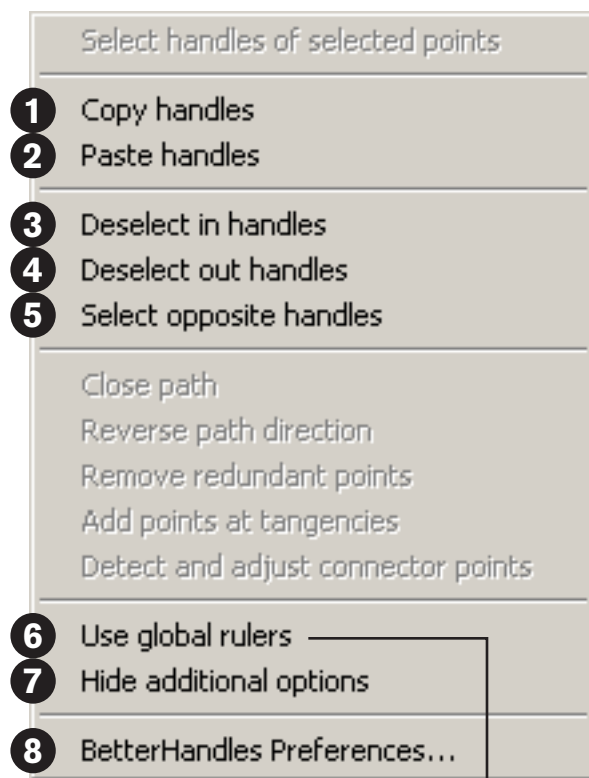 Select handles of selected points
1 Copy handles
2 Paste handles
3 Deselect in handles
4 Deselect out handles
5 Select opposite handles
Close path
Reverse path direction
Remove redundant points
Add points at tangencies
Detect and adjust connector points
6 Use global rulers
7 Hide additional options
8 BetterHandles Preferences...